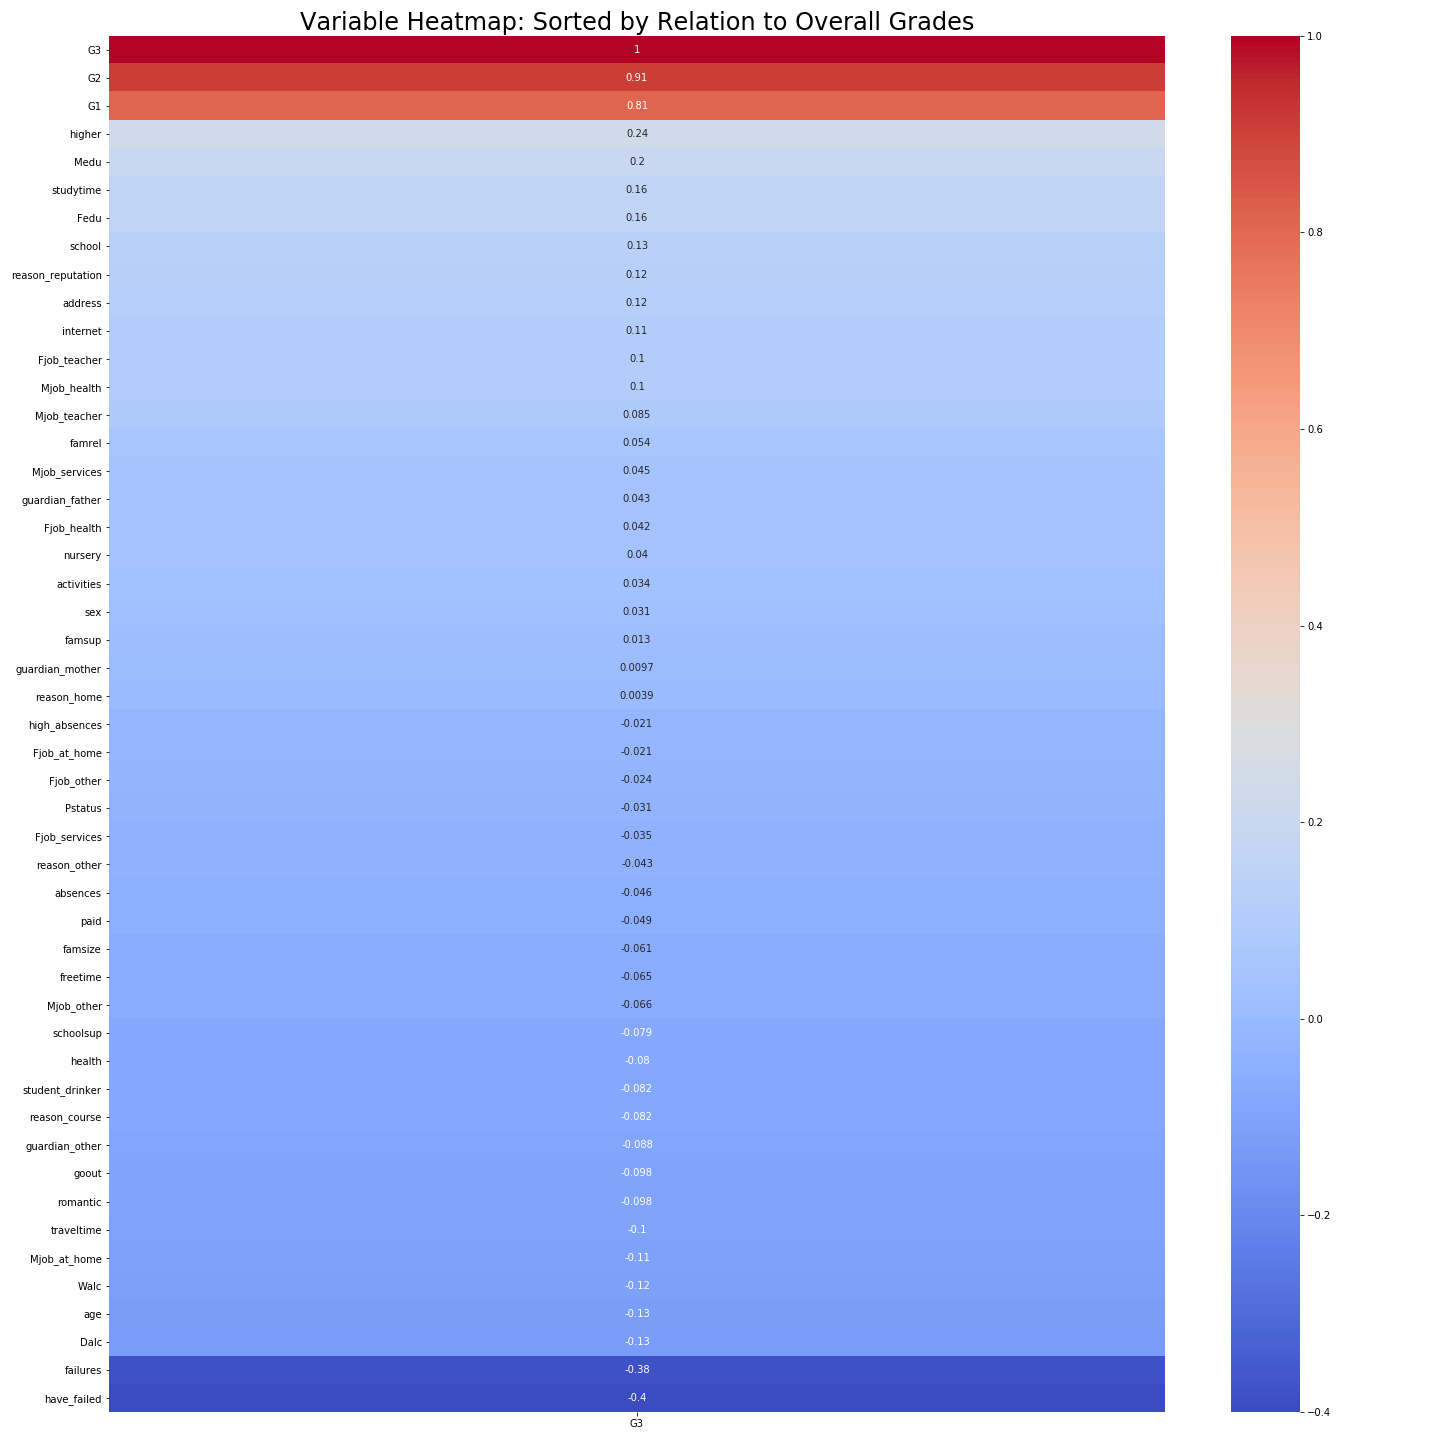 Variable Heatmap: Sorted by Relation to Overall Grades
G3 1
G2 0.91
G1 0.81
higher 0.24
Medu 0.2
studytime 0.16
Fedu 0.16
school 0.13
reason_reputation 0.12
address 0.12
internet 0.11
Fjob_teacher 0.1
Mjob_health 0.1
Mjob_teacher 0.085
famrel 0.054
Mjob_services 0.045
guardian_father 0.043
Fjob_health 0.042
nursery 0.04
activities 0.034
sex 0.031
famsup 0.013
guardian_mother 0.0097
reason_home 0.0039
high_absences -0.021
Fjob_at_home -0.021
Fjob_other -0.024
Pstatus -0.031
Fjob_services -0.035
reason_other -0.043
absences -0.046
paid -0.049
famsize -0.061
freetime -0.065
Mjob_other -0.066
schoolsup -0.079
health -0.08
student_drinker -0.082
reason_course -0.082
guardian_other -0.088
goout -0.098
romantic -0.098
traveltime -0.1
Mjob_at_home -0.11
Walc -0.12
age -0.13
Dalc -0.13
failures -0.38
have_failed -0.4
G3
1.0
0.8
0.6
0.4
0.2
0.0
−0.2
−0.4